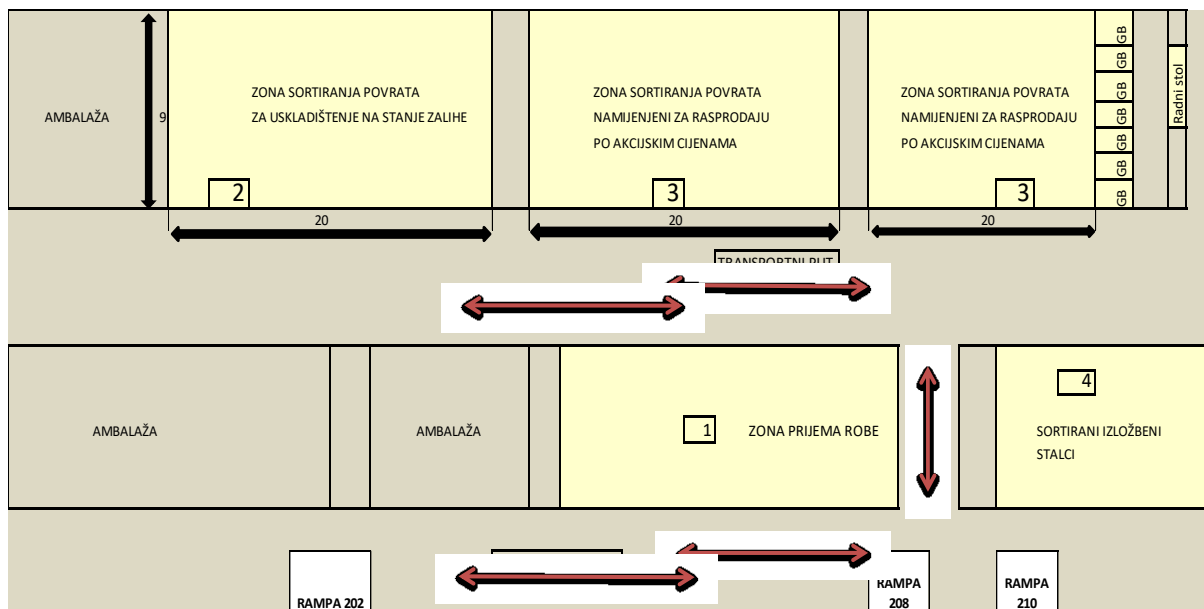 AMBALAŽA
9
ZONA SORTIRANJA POVRATA
ZA USKLADIŠTENJE NA STANJE ZALIHE
2
20
ZONA SORTIRANJA POVRATA
NAMIJENJENI ZA RASPRODAJU
PO AKCIJSKIM CIJENAMA
3
20
ZONA SORTIRANJA POVRATA
NAMIJENJENI ZA RASPRODAJU
PO AKCIJSKIM CIJENAMA
3
20
GB
GB
GB
GB
GB
GB
GB
Radni stol
TRANSPORTNI PUT
AMBALAŽA
AMBALAŽA
1
ZONA PRIJEMA ROBE
4
SORTIRANI IZLOŽBENI
STALCI
RAMPA 202
RAMPA
208
RAMPA
210